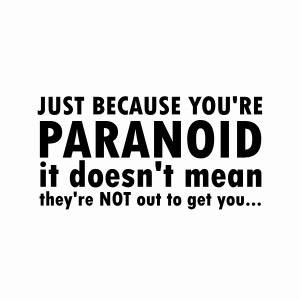 JUST BECAUSE YOU'RE
PARANOID
it doesn't mean
they're NOT out to get you...